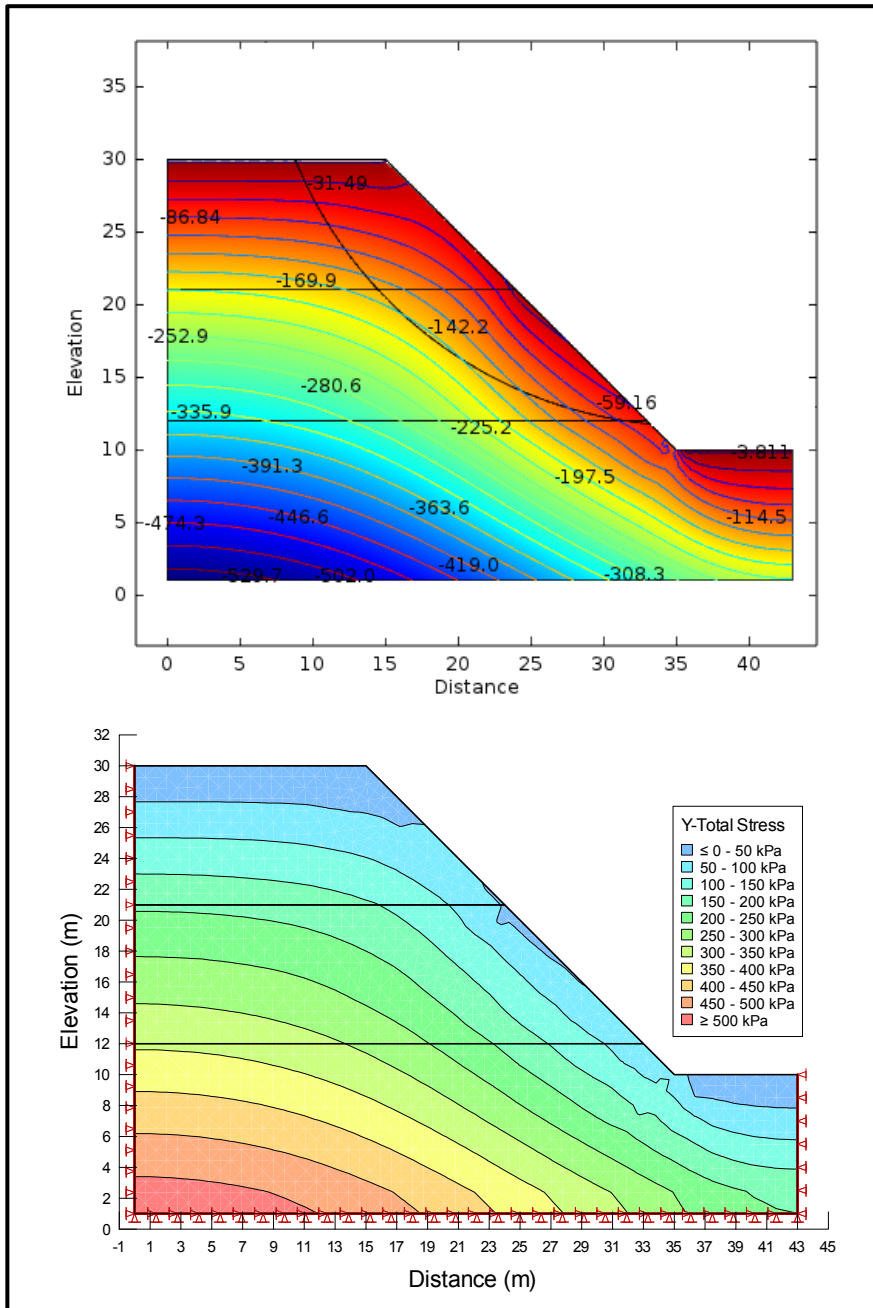 35
30
25
20
15
10
5
0
Elevation
-31.49
-86.84
-169.9
-142.2
-252.9
-280.6
-59.16
-335.9
-225.2
-3.811
-391.3
-197.5
-363.6
-446.6
-474.3
-114.5
-419.0
-308.3
-529.7
-502.0
0 5 10 15 20 25 30 35 40
Distance
32
30
28
26
24
22
20
18
16
14
12
10
8
6
4
2
0
Elevation (m)
Y-Total Stress
≤ 0 - 50 kPa
50 - 100 kPa
100 - 150 kPa
150 - 200 kPa
200 - 250 kPa
250 - 300 kPa
300 - 350 kPa
350 - 400 kPa
400 - 450 kPa
450 - 500 kPa
≥ 500 kPa
-1 1 3 5 7 9 11 13 15 17 19 21 23 25 27 29 31 33 35 37 39 41 43 45
Distance (m)